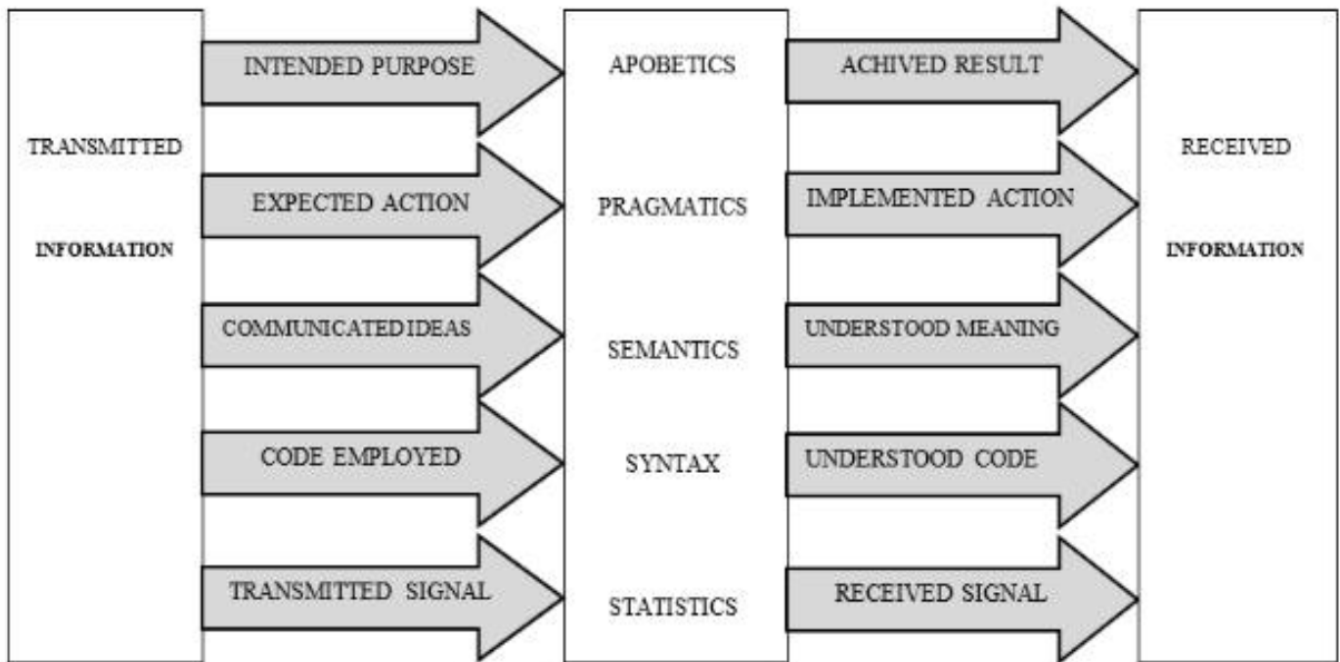 INTENDED PURPOSE
APOBETICS
ACHIVED RESULT
TRANSMITTED
RECEIVED
EXPECTED ACTION
PRAGMATICS
IMPLEMENTED ACTION
INFORMATION
INFORMATION
COMMUNICATED IDEAS
SEMANTICS
UNDERSTOOD MEANING
CODE EMPLOYED
SYNTAX
UNDERSTOOD CODE
TRANSMITTED SIGNAL
STATISTICS
RECEIVED SIGNAL